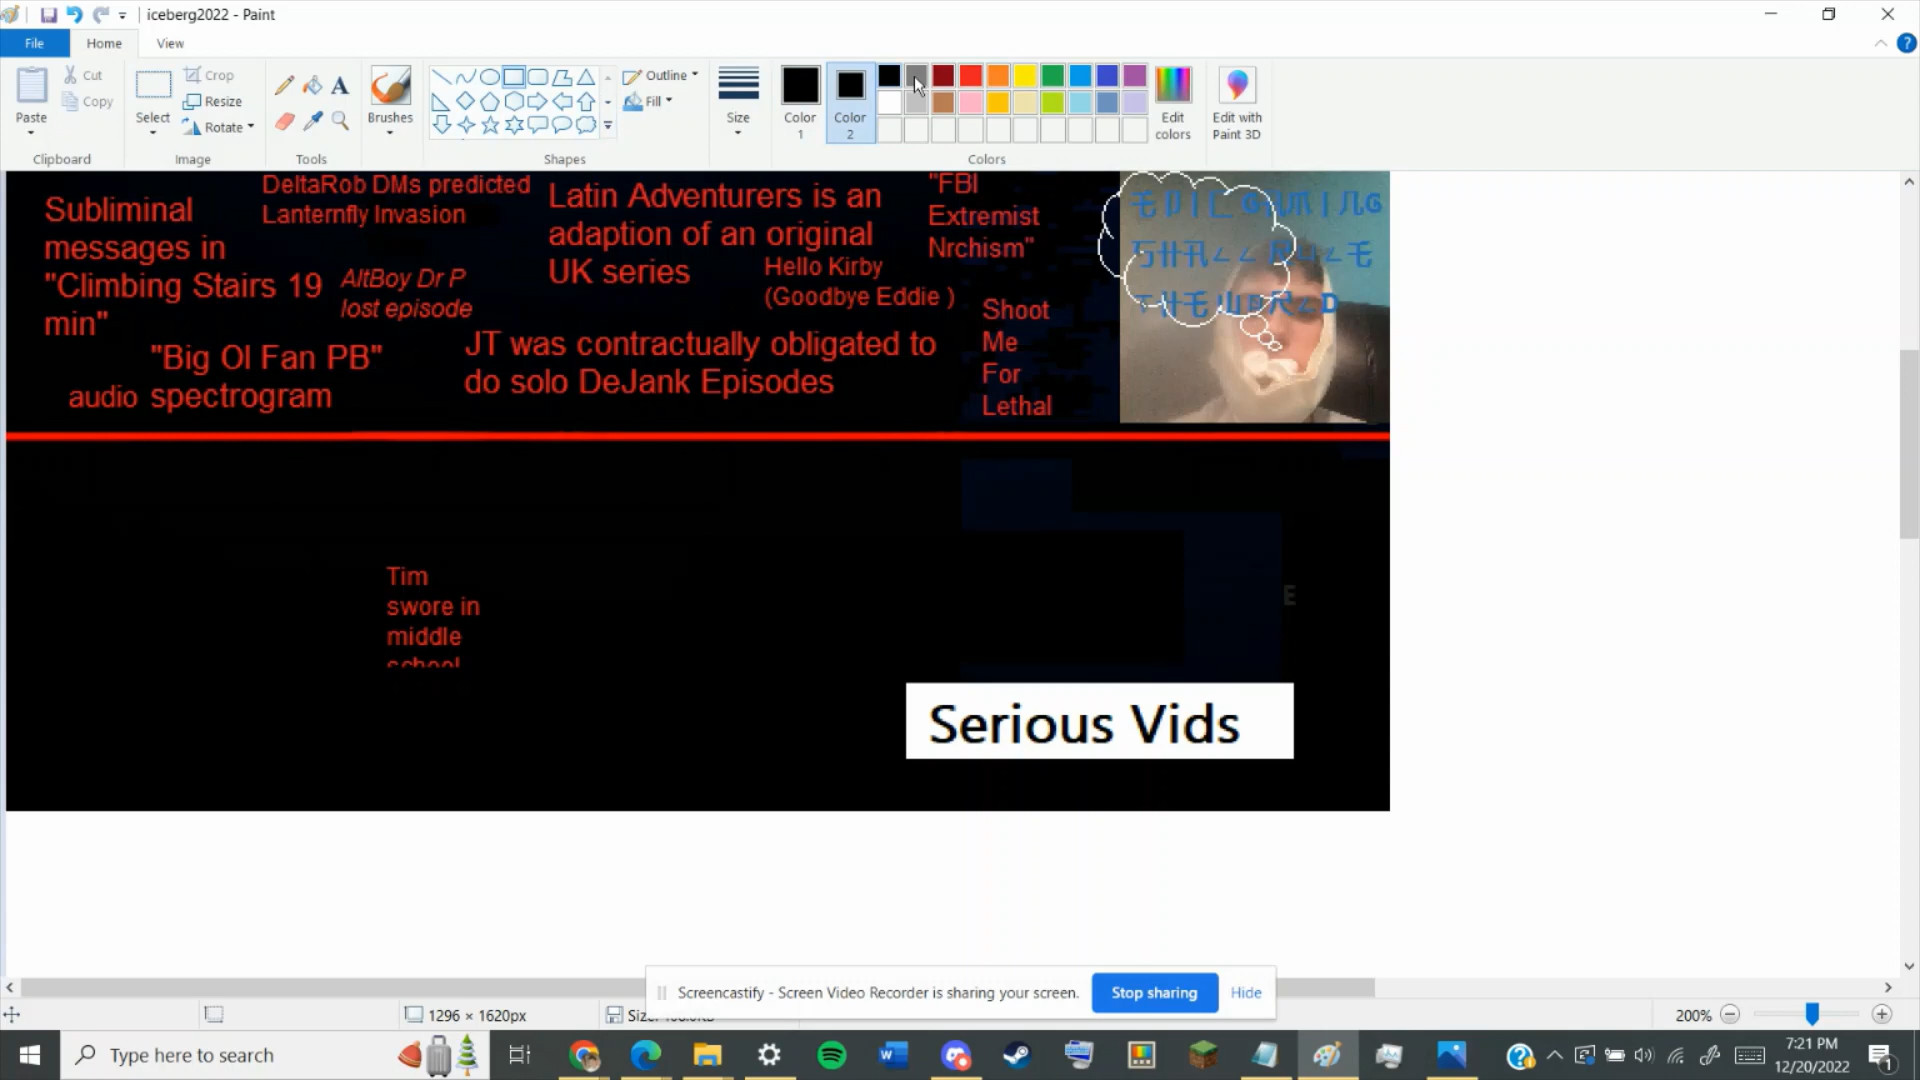 iceberg2022 - Paint
File
Home
View
Paste
Cut
Copy
Clipboard
Select
Crop
Resize
Rotate
Image
Tools
Brushes
Shapes
Outline
Fill
Size
Color
1
Color
2
Colors
Edit
colors
Edit with
Paint 3D
Subliminal
messages in
"Climbing Stairs 19
min"
DeltaRob DMs predicted
Lanternfly Invasion
AltBoy Dr P
lost episode
"Big Ol Fan PB"
audio spectrogram
Latin Adventurers is an
adaption of an original
UK series
Hello Kirby
(Goodbye Eddie )
JT was contractually obligated to
do solo DeJank Episodes
"FBI
Extremist
Nrchism"
Shoot
Me
For
Lethal
Tim
swore in
middle
school
E
Serious Vids
Screencastify - Screen Video Recorder is sharing your screen.
Stop sharing
Hide
1296 × 1620px
200%
Type here to search
7:21 PM
12/20/2022
1